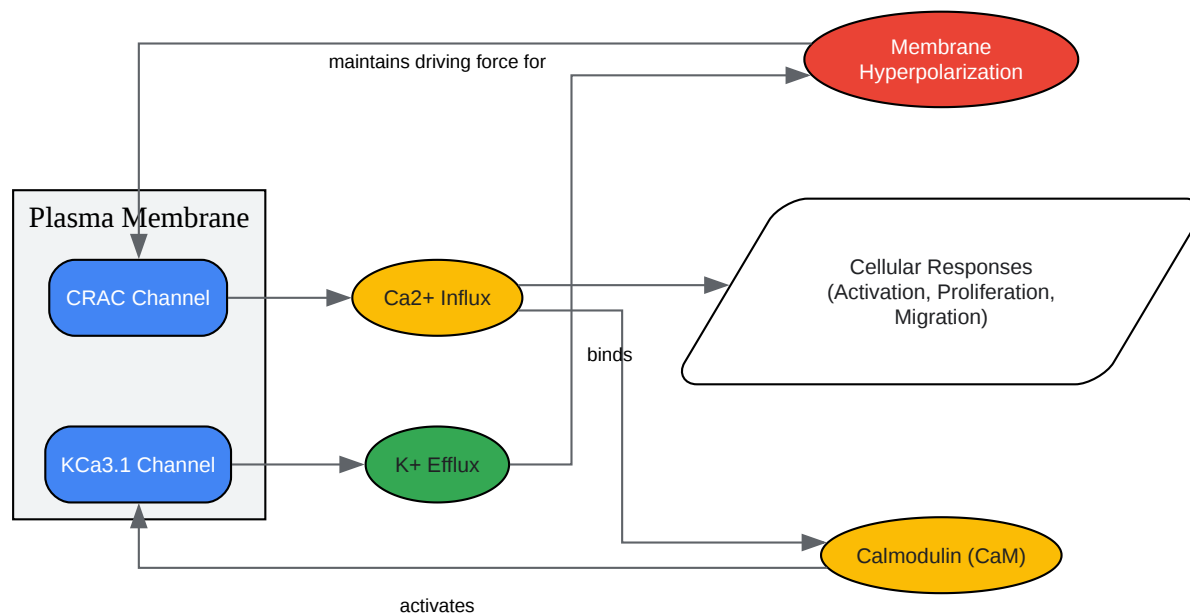 Membrane
Hyperpolarization
maintains driving force for
Plasma Membrane
CRAC Channel
Ca2+ Influx
Cellular Responses
(Activation, Proliferation,
Migration)
binds
KCa3.1 Channel
K+ Efflux
Calmodulin (CaM)
activates